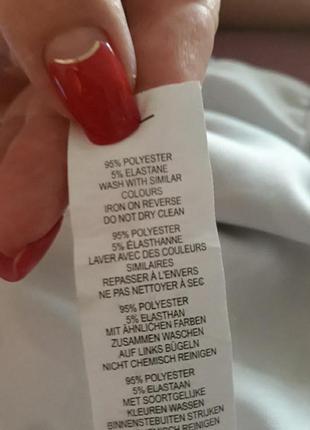 95% POLYESTER
5% ELASTANE
WASH WITH SIMILAR
COLOURS
IRON ON REVERSE
DO NOT DRY CLEAN
95% POLYESTER
5% ÉLASTHANNE
LAVER AVEC DES COULEURS
SIMILAIRES
REPASSER À L'ENVERS
NE PAS NETTOYER À SEC
95% POLYESTER
5% ELASTHAN
MIT ÄHNLICHEN FARBEN
ZUSAMMEN WASCHEN
AUF LINKS BÜGELN
NICHT CHEMISCH REINIGEN
95% POLYESTER
5% ELASTAAN
MET SOORTGELIJKE
KLEUREN WASSEN
BINNENSTEBUITEN STRIJKEN
REINIGEN